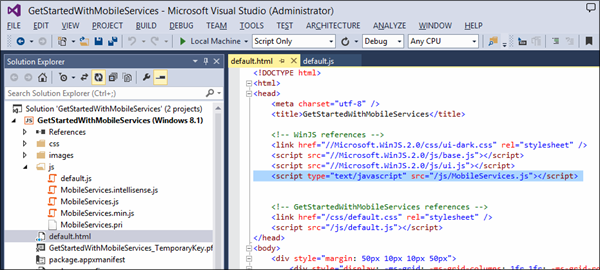 GetStartedWithMobileServices - Microsoft Visual Studio (Administrator)
FILE EDIT VIEW PROJECT BUILD DEBUG TEAM TOOLS TEST ARCHITECTURE ANALYZE WINDOW HELP
Local Machine Script Only Debug Any CPU
Solution Explorer
Search Solution Explorer (Ctrl+;)
Solution 'GetStartedWithMobileServices' (2 projects)
GetStartedWithMobileServices (Windows 8.1)
References
css
images
js
default.js
MobileServices.intellisense.js
MobileServices.js
MobileServices.min.js
MobileServices.pri
default.html
GetStartedWithMobileServices_TemporaryKey.pf
package.appxmanifest
default.html default.js
<!DOCTYPE html>
<html>
<head>
<meta charset="utf-8" />
<title>GetStartedWithMobileServices</title>
<!-- WinJS references -->
<link href="//Microsoft.WinJS.2.0/css/ui-dark.css" rel="stylesheet" />
<script src="//Microsoft.WinJS.2.0/js/base.js"></script>
<script src="//Microsoft.WinJS.2.0/js/ui.js"></script>
<script type="text/javascript" src="/js/MobileServices.js"></script>
<!-- GetStartedWithMobileServices references -->
<link href="/css/default.css" rel="stylesheet" />
<script src="/js/default.js"></script>
</head>
<body>
<div style="margin: 50px 10px 10px 50px">